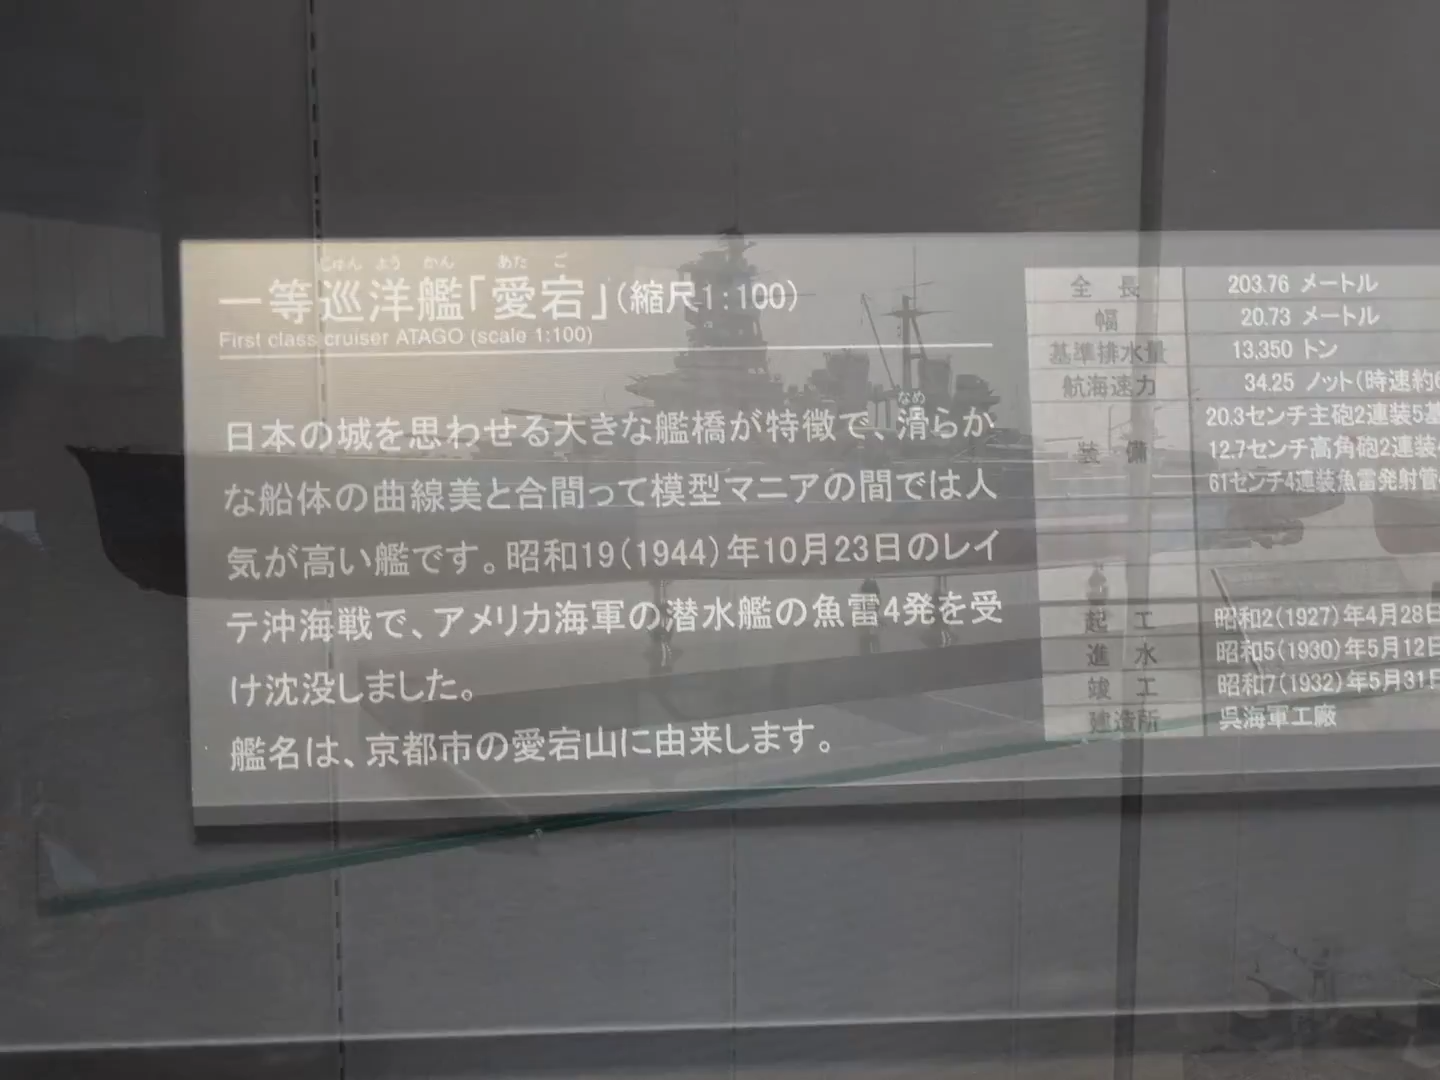 じゅん よう かん あたご
一等巡洋艦「愛宕」(縮尺1:100)
First class cruiser ATAGO (scale 1:100)
なめ
日本の城を思わせる大きな艦橋が特徴で、滑らか
な船体の曲線美と合間って模型マニアの間では人
気が高い艦です。昭和19(1944)年10月23日のレイ
テ沖海戦で、アメリカ海軍の潜水艦の魚雷4発を受
け沈没しました。
艦名は、京都市の愛宕山に由来します。
全長 203.76 メートル
幅 20.73 メートル
基準排水量 13,350 トン
航海速力 34.25 ノット(時速約6
20.3センチ主砲2連装5基
装備 12.7センチ高角砲2連装
61センチ4連装魚雷発射管
起工 昭和2(1927)年4月28日
進水 昭和5(1930)年5月12日
竣工 昭和7(1932)年5月31日
建造所 呉海軍工廠